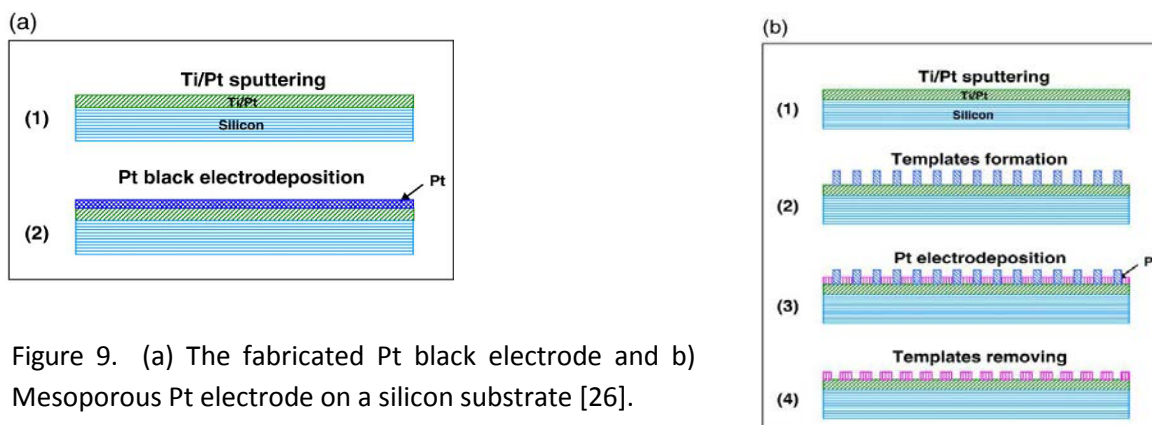 (a)
Ti/Pt sputtering
(1)
Ti/Pt
Silicon
Pt black electrodeposition
Pt
(2)
Figure 9. (a) The fabricated Pt black electrode and b)
Mesoporous Pt electrode on a silicon substrate [26].
(b)
Ti/Pt sputtering
(1)
Ti/Pt
Silicon
Templates formation
(2)
Pt electrodeposition
P
(3)
Templates removing
(4)